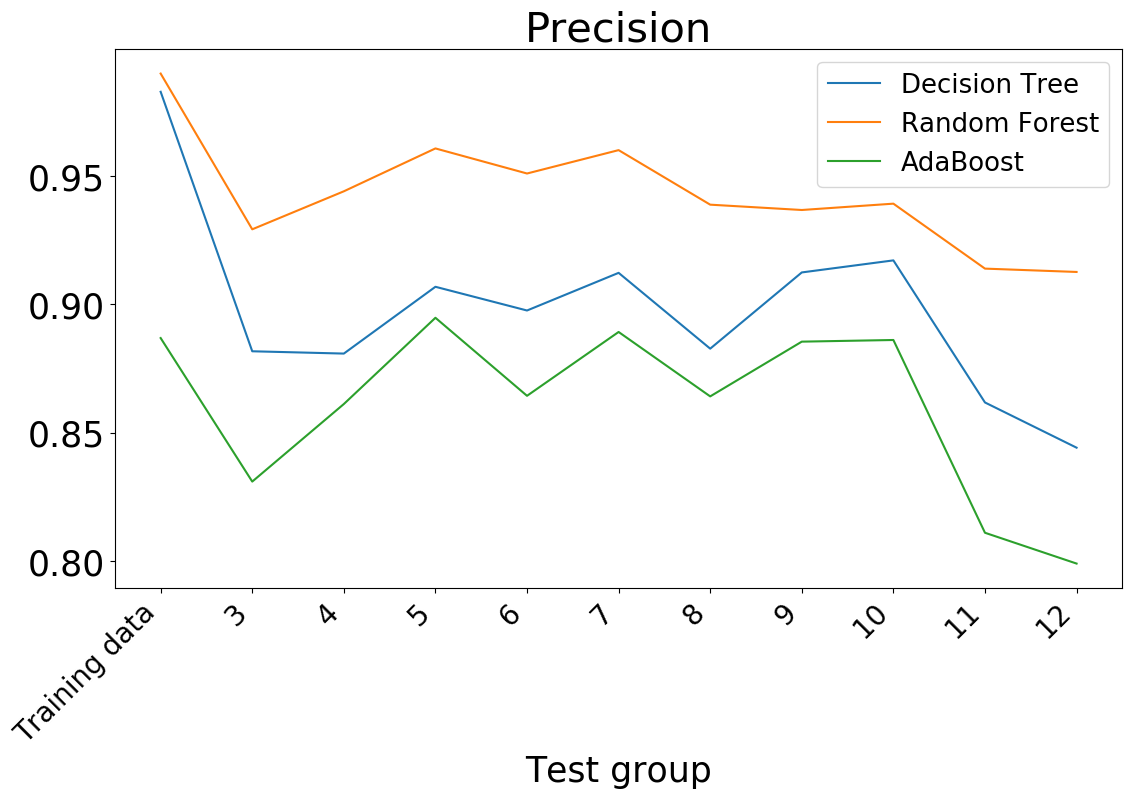 Precision
Decision Tree
Random Forest
AdaBoost
0.95
0.90
0.85
0.80
Training data
3
4
5
6
7
8
9
10
11
12
Test group